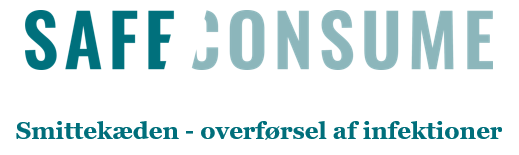 SAFE CONSUME
Smittekæden - overførsel af infektioner